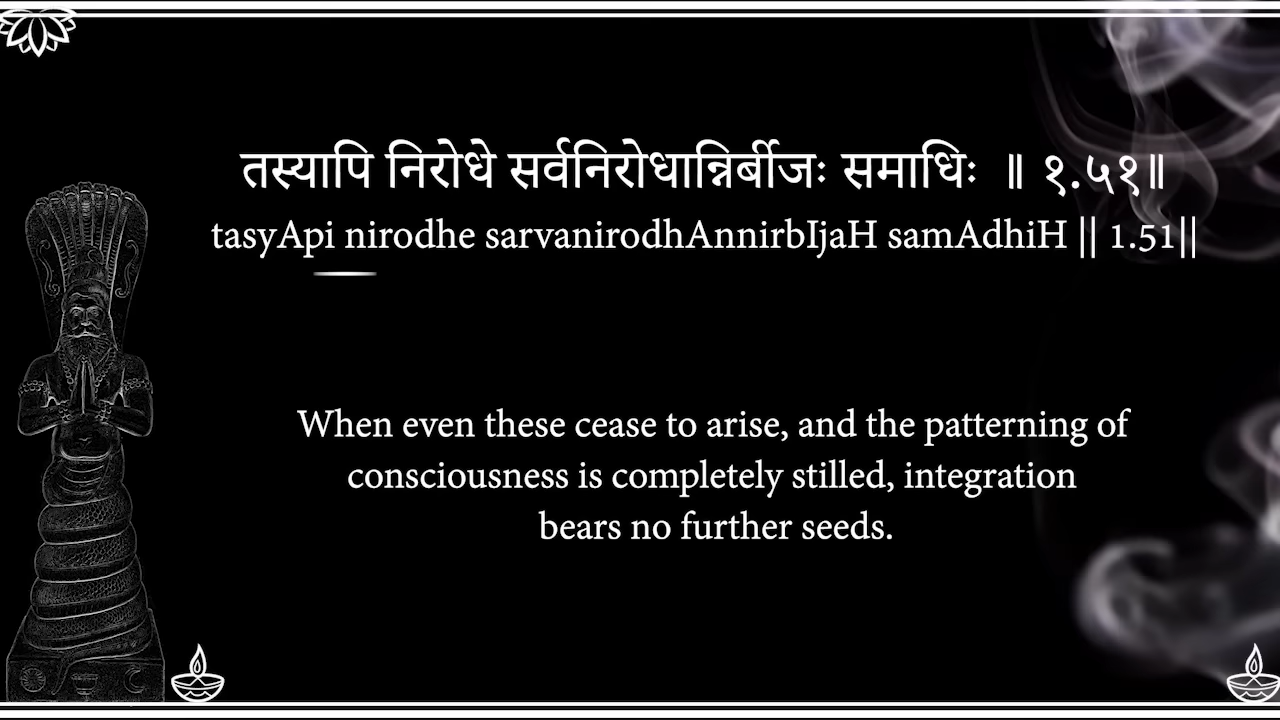 तस्यापि निरोधे सर्वनिरोधान्निर्बीजः समाधिः ॥ १.५१॥
tasyApi nirodhe sarvanirodhAnnirbIjaH samAdhiH || 1.51||
When even these cease to arise, and the patterning of
consciousness is completely stilled, integration
bears no further seeds.